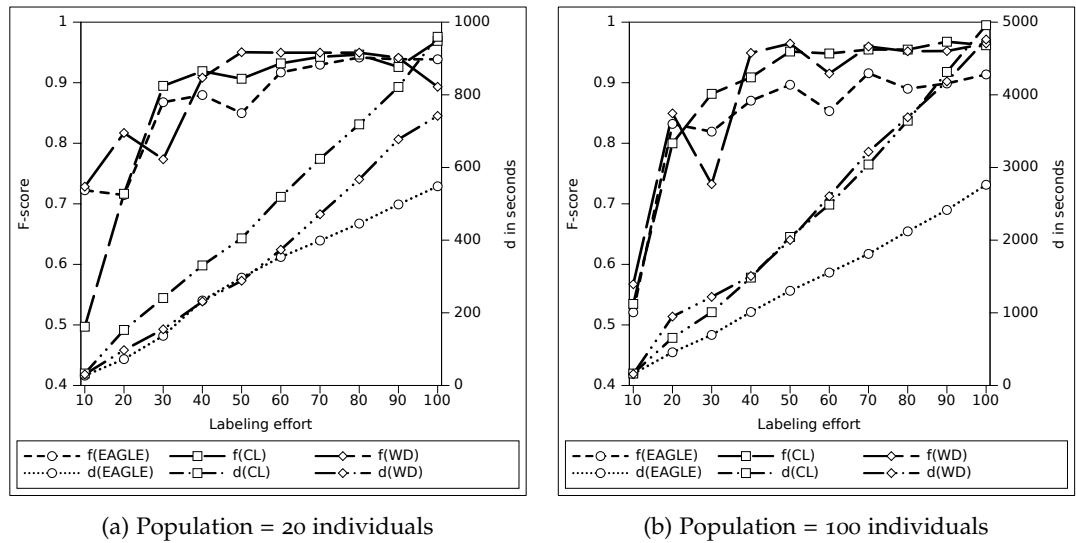 1
0.9
0.8
0.7
0.6
0.5
0.4
F-score
1000
800
600
400
200
0
d in seconds
10 20 30 40 50 60 70 80 90 100
Labeling effort
f(EAGLE) f(CL) f(WD)
d(EAGLE) d(CL) d(WD)
(a) Population = 20 individuals
1
0.9
0.8
0.7
0.6
0.5
0.4
F-score
5000
4000
3000
2000
1000
0
d in seconds
10 20 30 40 50 60 70 80 90 100
Labeling effort
f(EAGLE) f(CL) f(WD)
d(EAGLE) d(CL) d(WD)
(b) Population = 100 individuals